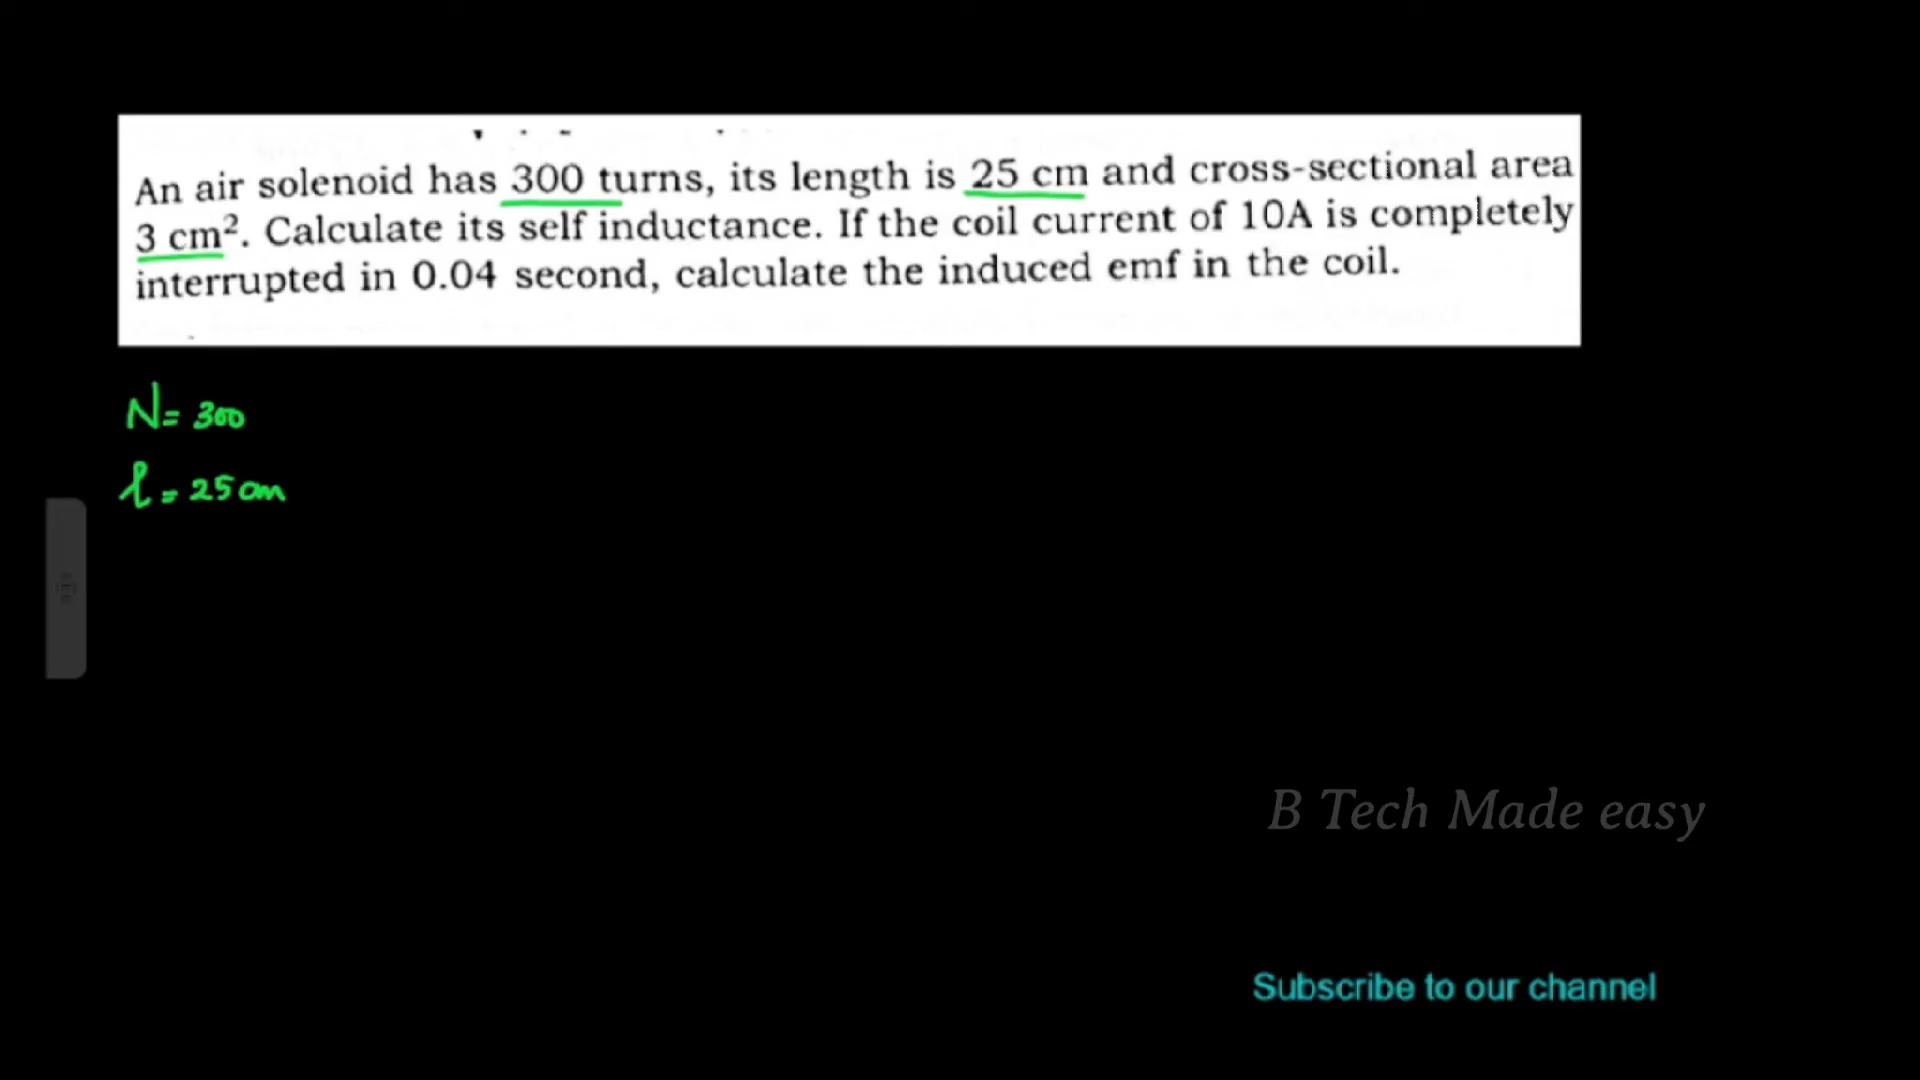 An air solenoid has 300 turns, its length is 25 cm and cross-sectional area
3 cm². Calculate its self inductance. If the coil current of 10A is completely
interrupted in 0.04 second, calculate the induced emf in the coil.
N= 300
l = 25 cm
B Tech Made easy
Subscribe to our channel